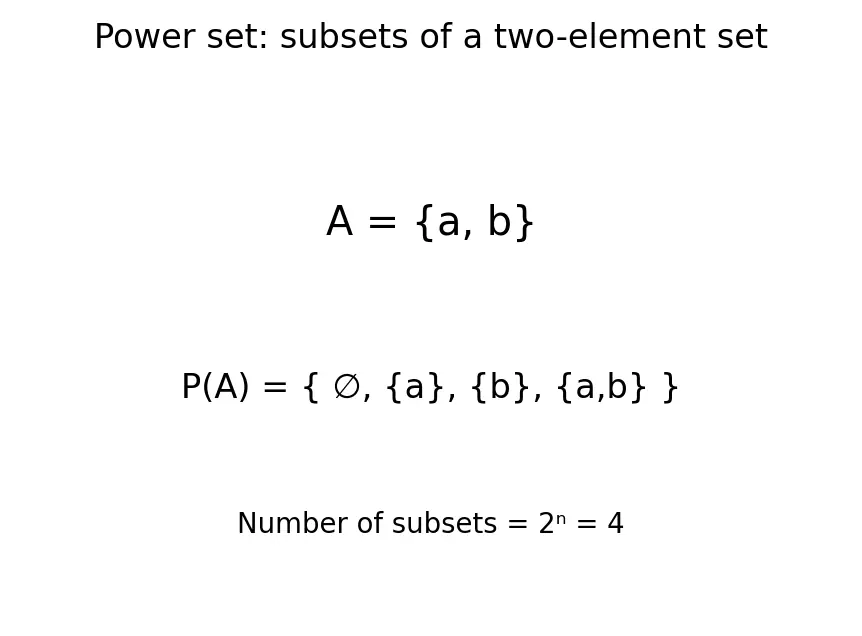 Power set: subsets of a two-element set
A = {a, b}
P(A) = { ∅, {a}, {b}, {a,b} }
Number of subsets = 2ⁿ = 4